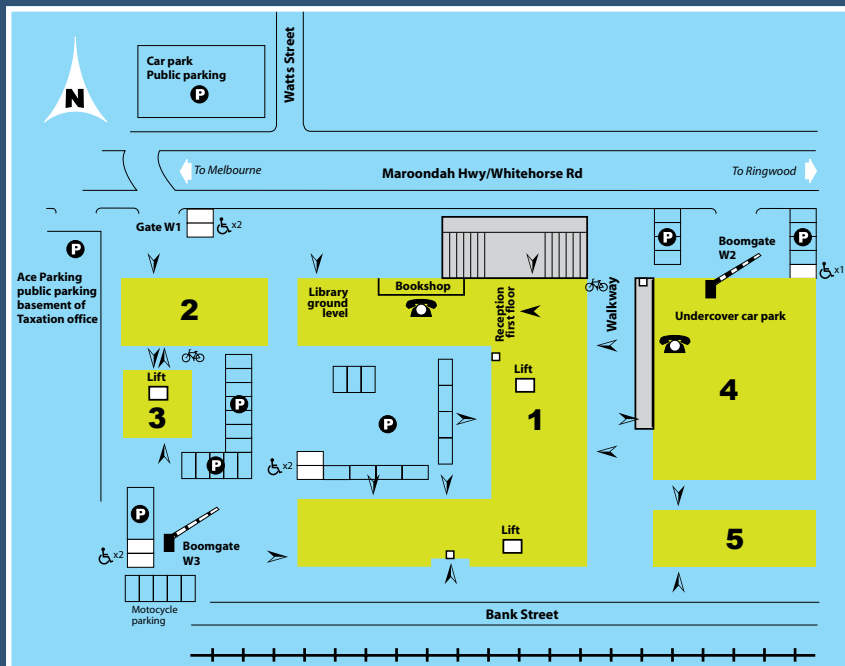 Car park
Public parking
P
Watts Street
N
To Melbourne
Maroondah Hwy/Whitehorse Rd
To Ringwood
Gate W1
x2
P
P
P
Boomgate
W2
x1
Ace Parking
public parking
basement of
Taxation office
2
Library
ground
level
Bookshop
Reception
first floor
Walkway
Undercover car park
Lift
3
P
P
Lift
1
4
P
x2
P
x2
Boomgate
W3
Lift
5
Motocycle
parking
Bank Street